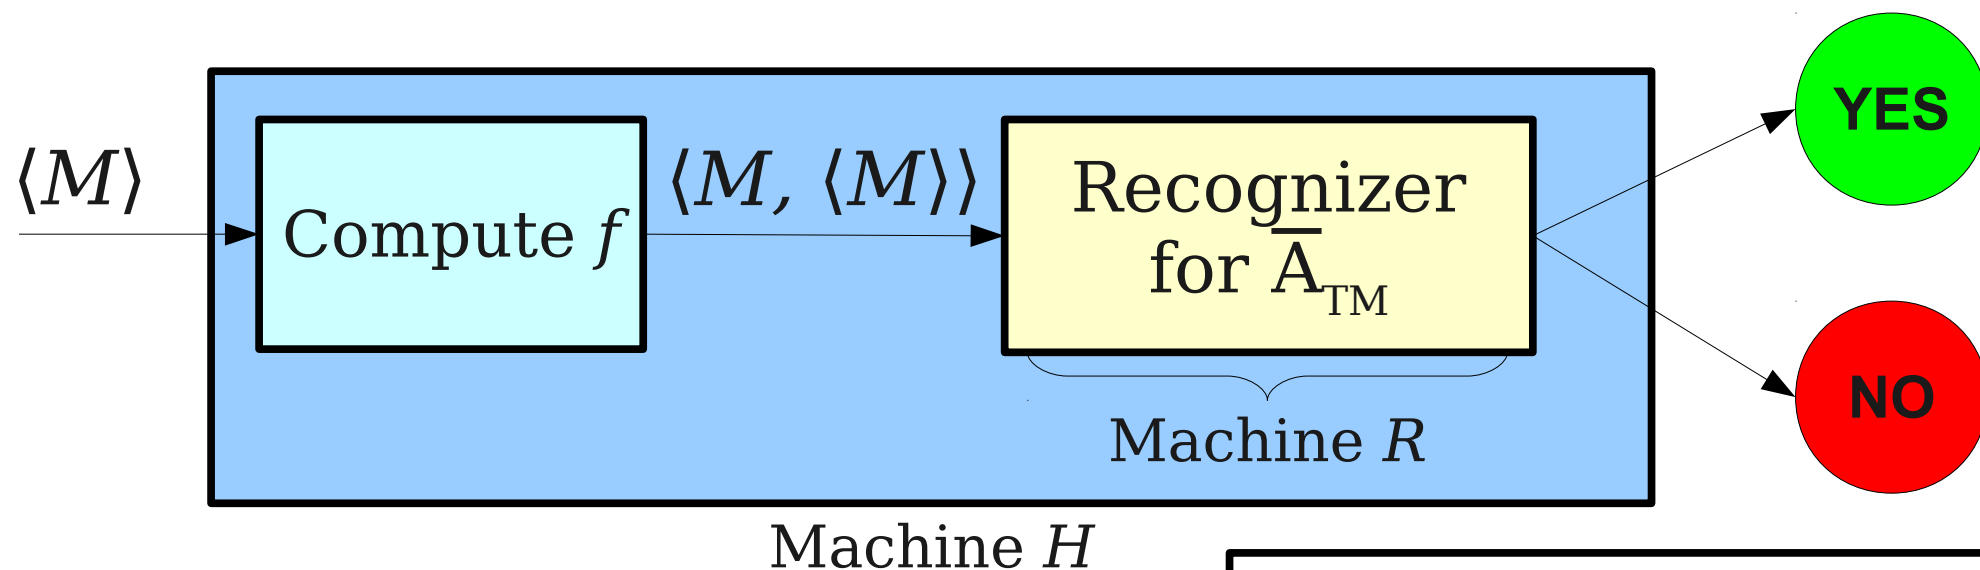 ⟨M⟩
Compute f
⟨M, ⟨M⟩⟩
Recognizer
for A̅TM
Machine R
Machine H
YES
NO